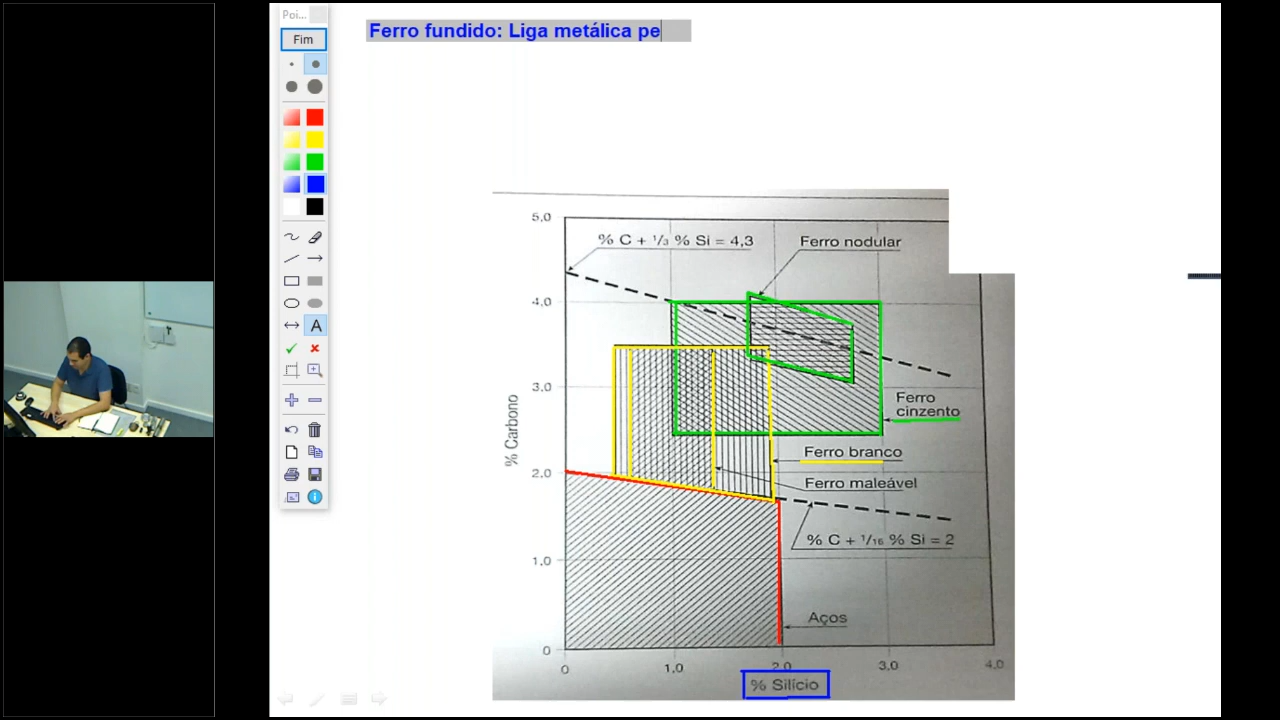 Poi...
Fim
A
Ferro fundido: Liga metálica pe
5,0
% C + 1/3 % Si = 4,3
Ferro nodular
4,0
3,0
Ferro
cinzento
% Carbono
Ferro branco
2,0
Ferro maleável
% C + 1/16 % Si = 2
1,0
Aços
0
0
1,0
2,0
3,0
4,0
% Silício